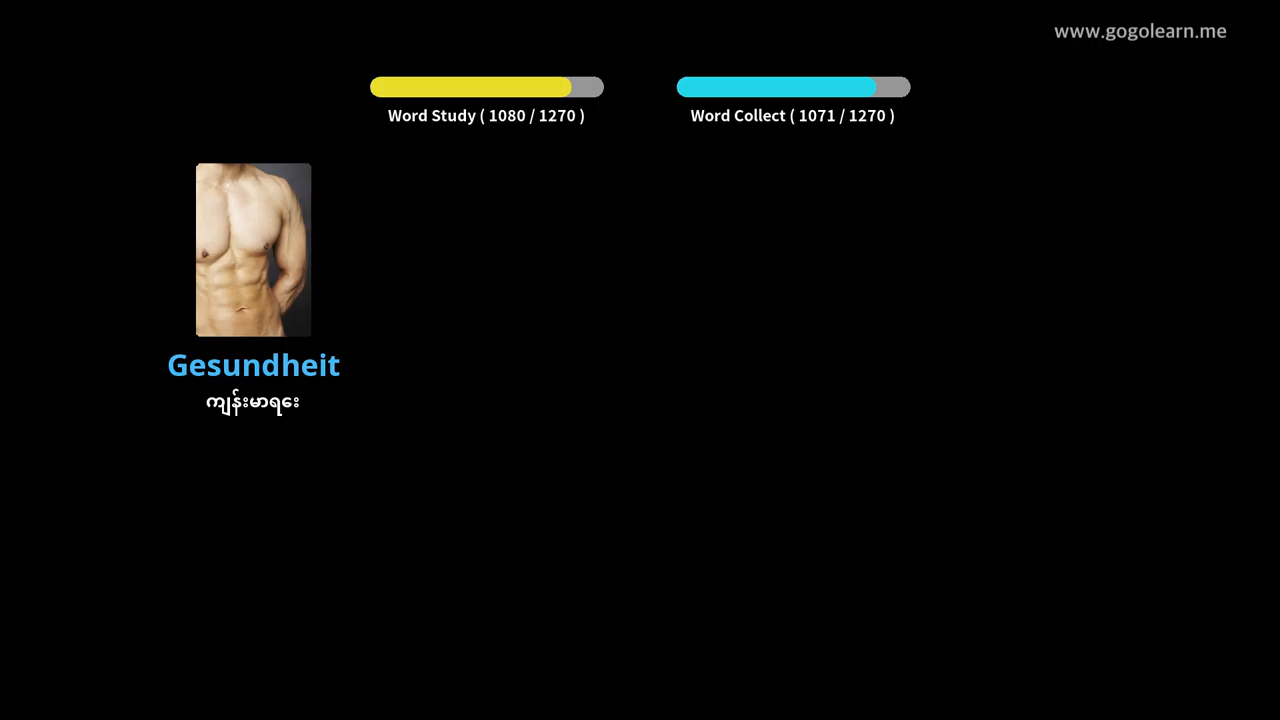 www.gogolearn.me
Word Study ( 1080 / 1270 )
Word Collect ( 1071 / 1270 )
Gesundheit
ကျန်းမာရေး